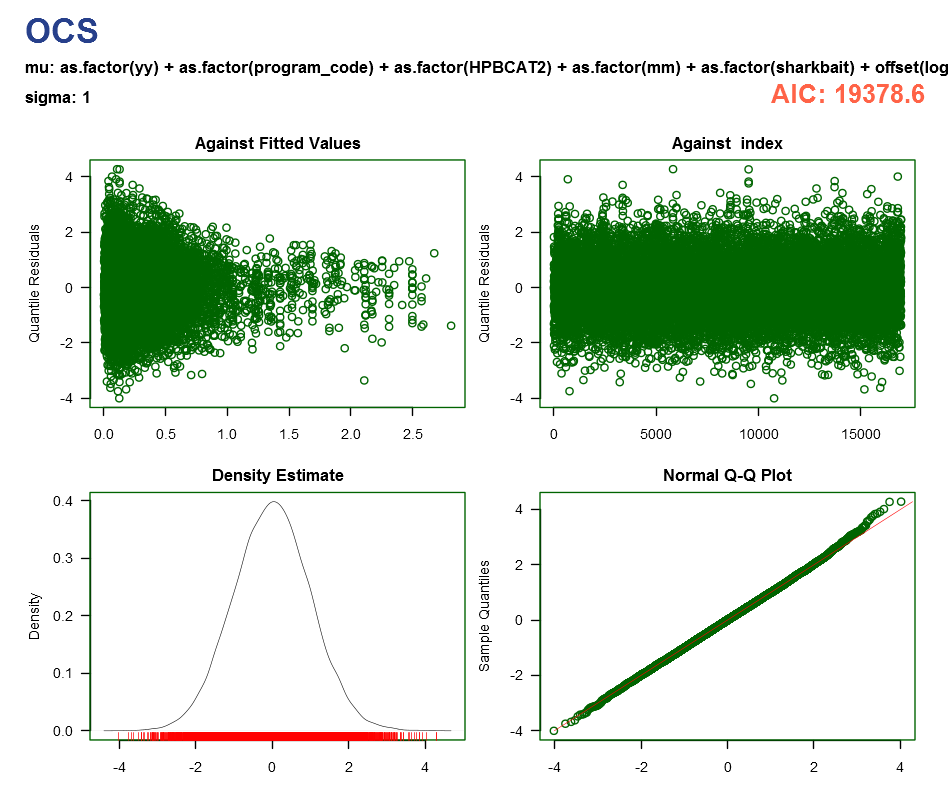 OCS
mu: as.factor(yy) + as.factor(program_code) + as.factor(HPBCAT2) + as.factor(mm) + as.factor(sharkbait) + offset(log
sigma: 1
AIC: 19378.6
Against Fitted Values
Quantile Residuals
4
2
0
-2
-4
0.0 0.5 1.0 1.5 2.0 2.5
Against index
Quantile Residuals
4
2
0
-2
-4
0 5000 10000 15000
Density Estimate
Density
0.4
0.3
0.2
0.1
0.0
-4 -2 0 2 4
Normal Q-Q Plot
Sample Quantiles
4
2
0
-2
-4
-4 -2 0 2 4